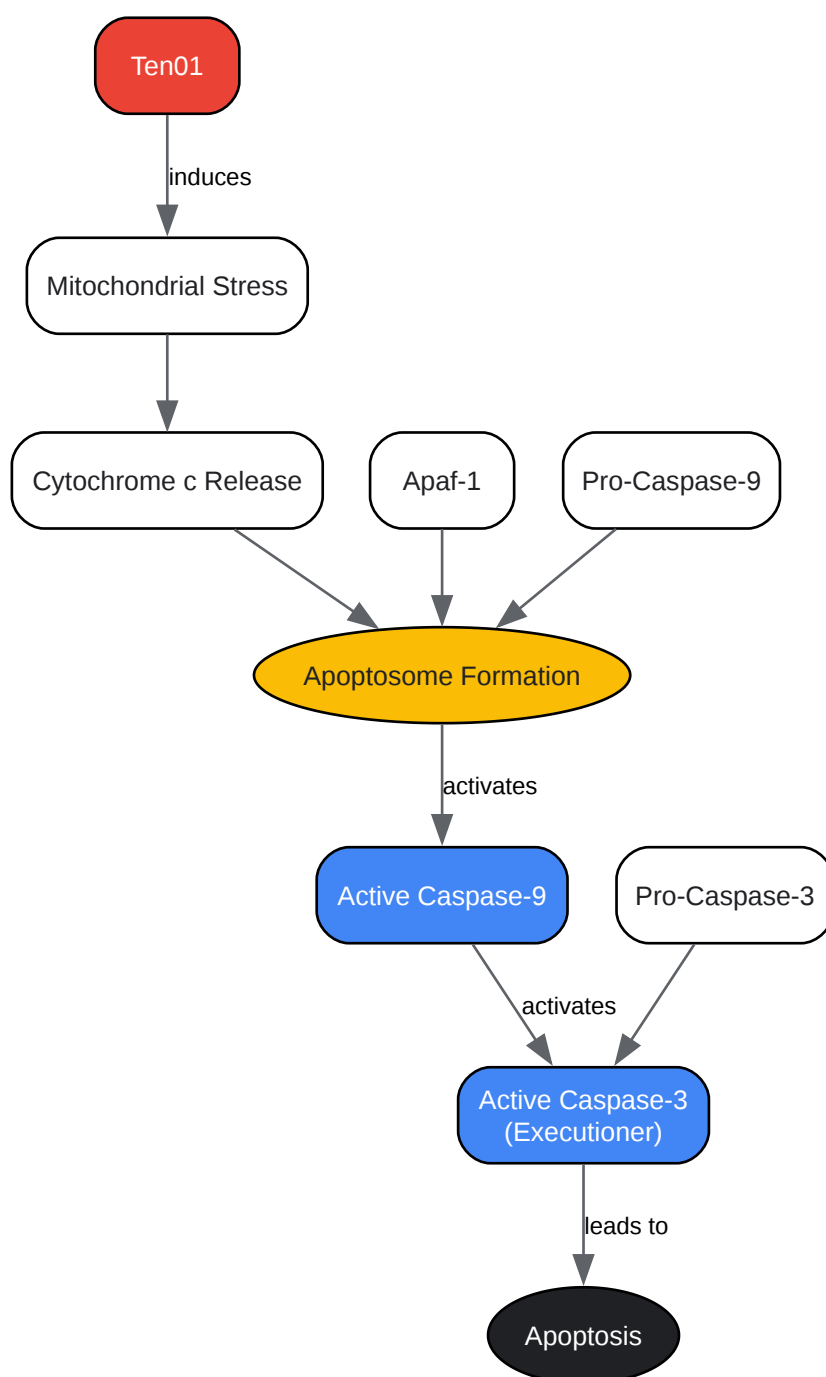 Ten01
induces
Mitochondrial Stress
Cytochrome c Release
Apaf-1
Pro-Caspase-9
Apoptosome Formation
activates
Active Caspase-9
Pro-Caspase-3
activates
Active Caspase-3
(Executioner)
leads to
Apoptosis